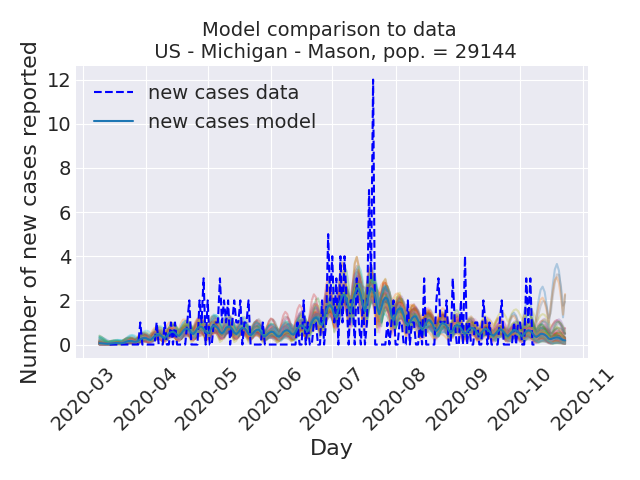 Model comparison to data
US - Michigan - Mason, pop. = 29144
Number of new cases reported
12
10
8
6
4
2
0
new cases data
new cases model
2020-03
2020-04
2020-05
2020-06
2020-07
2020-08
2020-09
2020-10
2020-11
Day